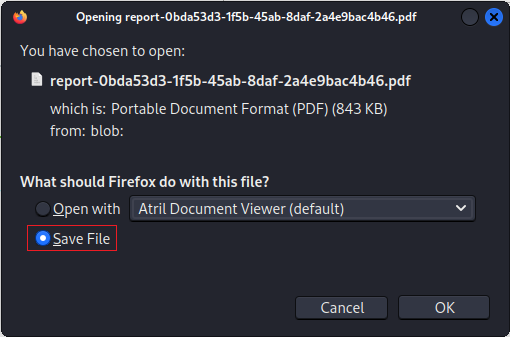 Opening report-0bda53d3-1f5b-45ab-8daf-2a4e9bac4b46.pdf
You have chosen to open:
report-0bda53d3-1f5b-45ab-8daf-2a4e9bac4b46.pdf
which is: Portable Document Format (PDF) (843 KB)
from: blob:
What should Firefox do with this file?
Open with Atril Document Viewer (default)
Save File
Cancel OK